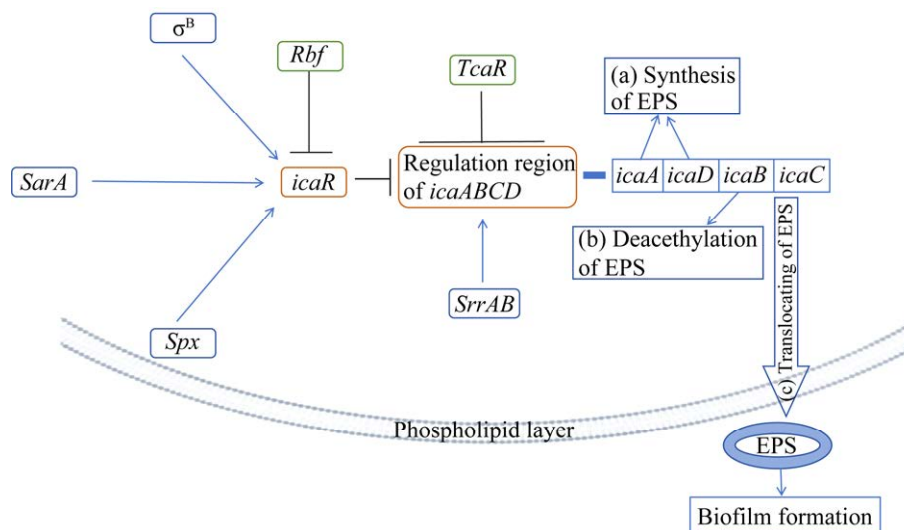 σᴮ
Rbf
TcaR
(a) Synthesis
of EPS
SarA
icaR
Regulation region
of icaABCD
icaA icaD icaB icaC
(b) Deacethylation
of EPS
SrrAB
Spx
(c) Translocating of EPS
Phospholipid layer
EPS
Biofilm formation